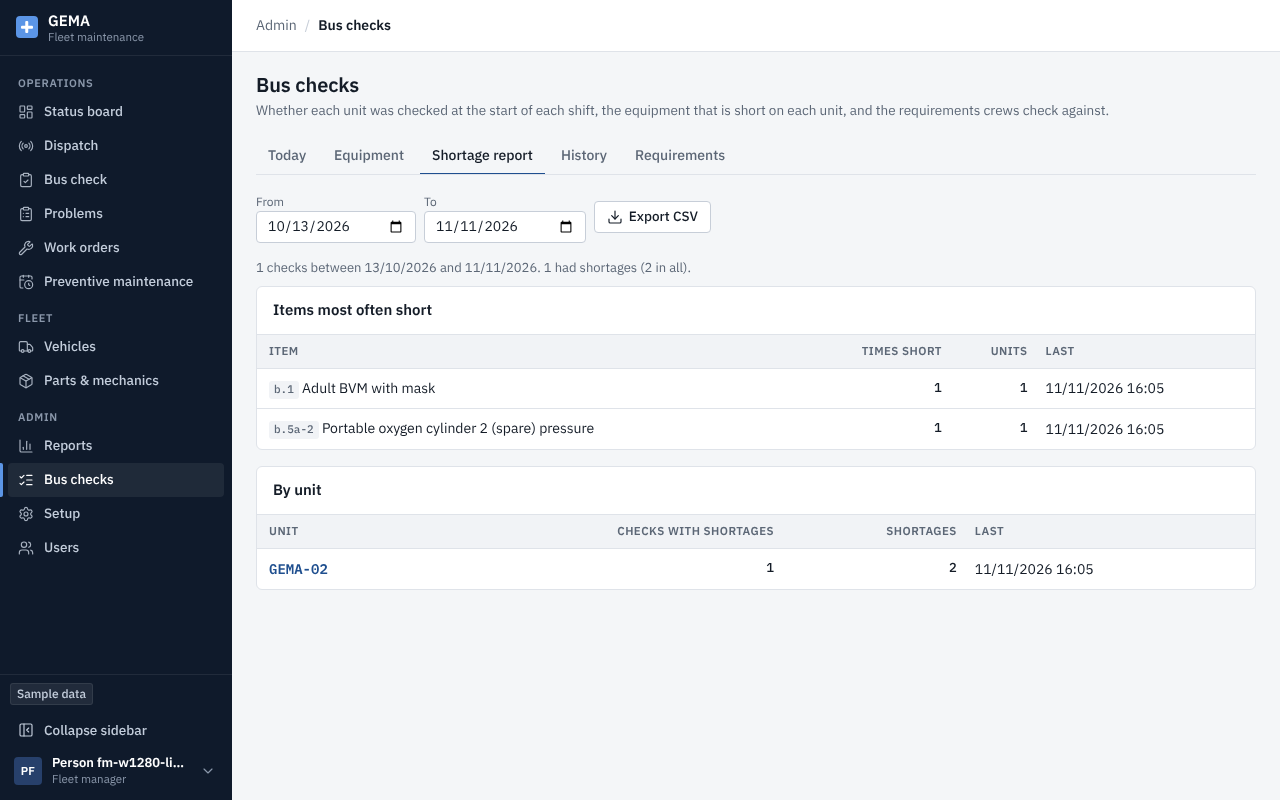 GEMA
Fleet maintenance
OPERATIONS
Status board
Dispatch
Bus check
Problems
Work orders
Preventive maintenance
FLEET
Vehicles
Parts & mechanics
ADMIN
Reports
Bus checks
Setup
Users
Sample data
Collapse sidebar
PF
Person fm-w1280-li...
Fleet manager
Admin / Bus checks
Bus checks
Whether each unit was checked at the start of each shift, the equipment that is short on each unit, and the requirements crews check against.
Today Equipment Shortage report History Requirements
From To
10/13/2026 11/11/2026 Export CSV
1 checks between 13/10/2026 and 11/11/2026. 1 had shortages (2 in all).
Items most often short
ITEM TIMES SHORT UNITS LAST
b.1 Adult BVM with mask 1 1 11/11/2026 16:05
b.5a-2 Portable oxygen cylinder 2 (spare) pressure 1 1 11/11/2026 16:05
By unit
UNIT CHECKS WITH SHORTAGES SHORTAGES LAST
GEMA-02 1 2 11/11/2026 16:05